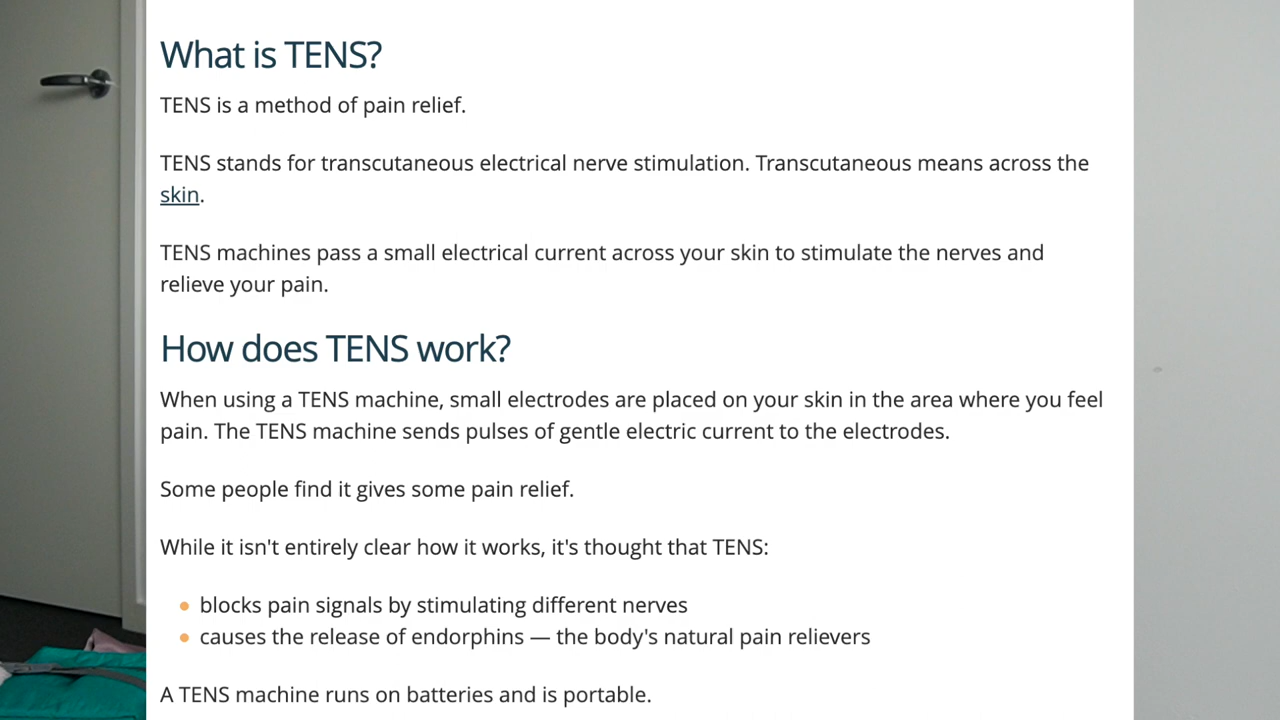 What is TENS?
TENS is a method of pain relief.
TENS stands for transcutaneous electrical nerve stimulation. Transcutaneous means across the
skin.
TENS machines pass a small electrical current across your skin to stimulate the nerves and
relieve your pain.
How does TENS work?
When using a TENS machine, small electrodes are placed on your skin in the area where you feel
pain. The TENS machine sends pulses of gentle electric current to the electrodes.
Some people find it gives some pain relief.
While it isn't entirely clear how it works, it's thought that TENS:
blocks pain signals by stimulating different nerves
causes the release of endorphins — the body's natural pain relievers
A TENS machine runs on batteries and is portable.